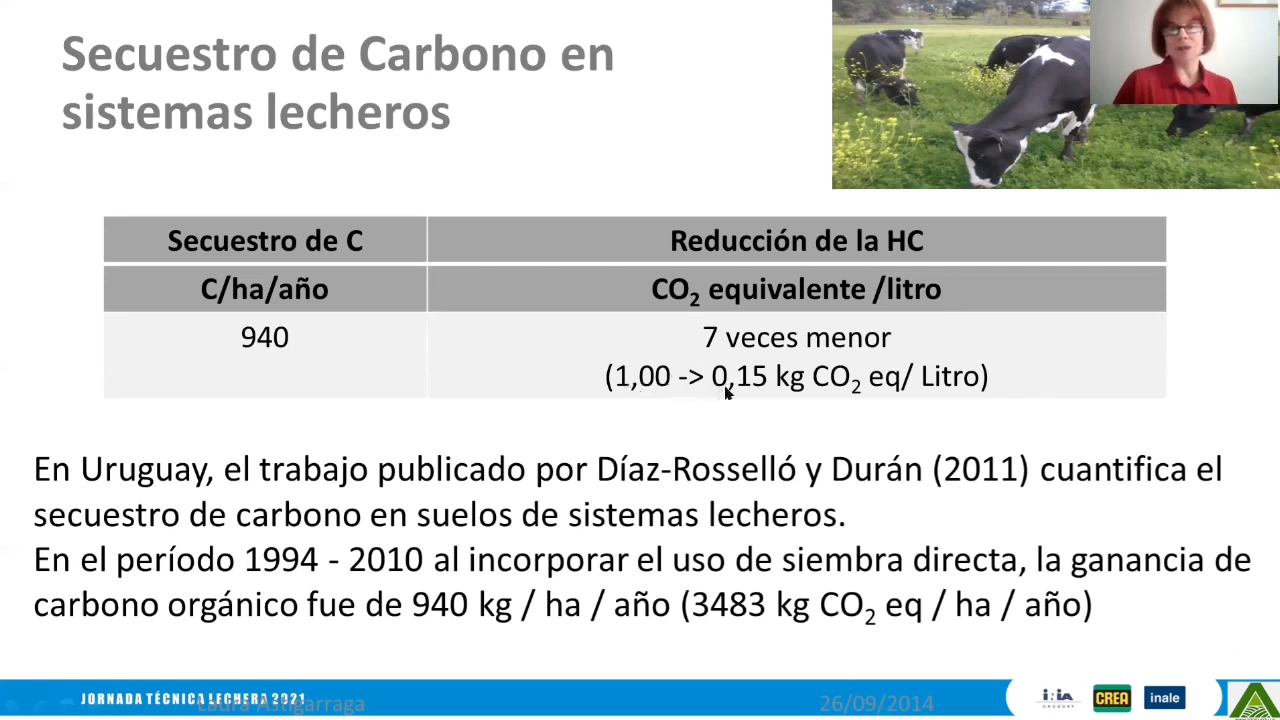 Secuestro de Carbono en
sistemas lecheros
Secuestro de C
Reducción de la HC
C/ha/año
CO₂ equivalente /litro
940
7 veces menor
(1,00 -> 0,15 kg CO₂ eq/ Litro)
En Uruguay, el trabajo publicado por Díaz-Rosselló y Durán (2011) cuantifica el
secuestro de carbono en suelos de sistemas lecheros.
En el período 1994 - 2010 al incorporar el uso de siembra directa, la ganancia de
carbono orgánico fue de 940 kg / ha / año (3483 kg CO₂ eq / ha / año)
JORNADA TÉCNICA LECHERA 2021
Laura Astigarraga
26/09/2014
inia
URUGUAY
CREA
inale